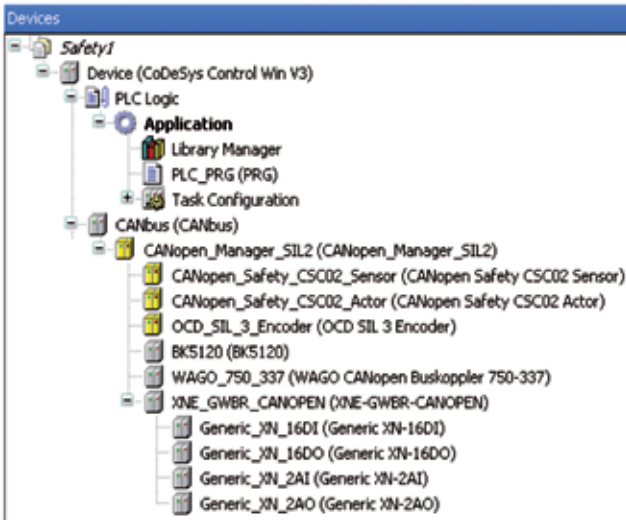 Devices
Safety1
Device (CoDeSys Control Win V3)
PLC Logic
Application
Library Manager
PLC_PRG (PRG)
Task Configuration
CANbus (CANbus)
CANopen_Manager_SIL2 (CANopen_Manager_SIL2)
CANopen_Safety_CSC02_Sensor (CANopen Safety CSC02 Sensor)
CANopen_Safety_CSC02_Actor (CANopen Safety CSC02 Actor)
OCD_SIL_3_Encoder (OCD SIL 3 Encoder)
BK5120 (BK5120)
WAGO_750_337 (WAGO CANopen Buskoppler 750-337)
XNE_GWBR_CANOPEN (XNE-GWBR-CANOPEN)
Generic_XN_16DI (Generic XN-16DI)
Generic_XN_16DO (Generic XN-16DO)
Generic_XN_2AI (Generic XN-2AI)
Generic_XN_2AO (Generic XN-2AO)